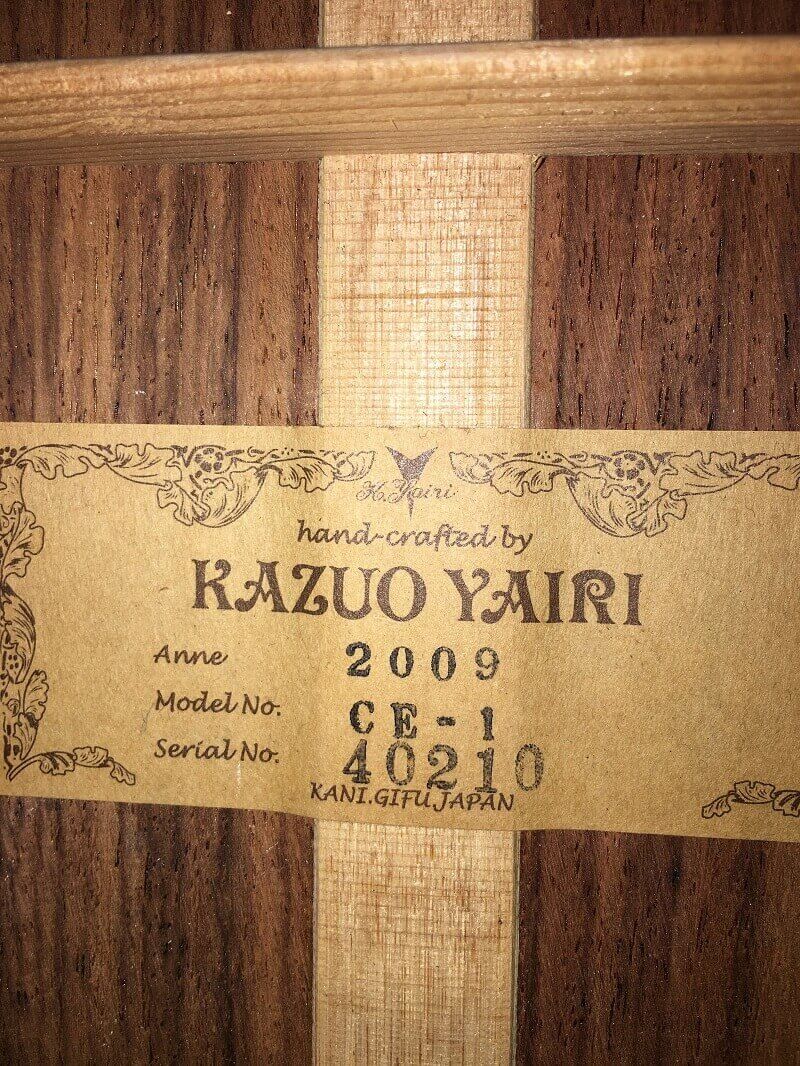 K.Yairi
hand-crafted by
KAZUO YAIRI
Anne 2009
Model No. CE-1
Serial No. 40210
KANI.GIFU.JAPAN